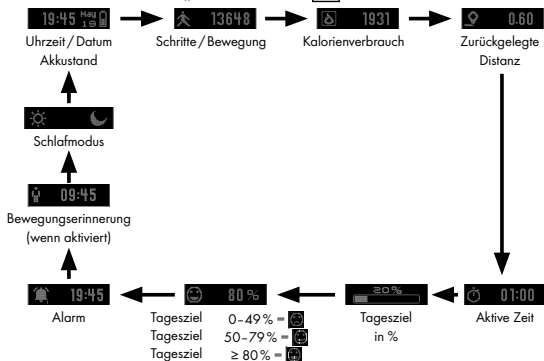 19:45 May 19
Uhrzeit / Datum
Akkustand
13648
Schritte / Bewegung
1931
Kalorienverbrauch
0.60
Zurückgelegte
Distanz
Schlafmodus
09:45
Bewegungserinnerung
(wenn aktiviert)
19:45
Alarm
80 %
Tagesziel 0–49 % =
Tagesziel 50–79 % =
Tagesziel ≥ 80 % =
20%
Tagesziel
in %
01:00
Aktive Zeit